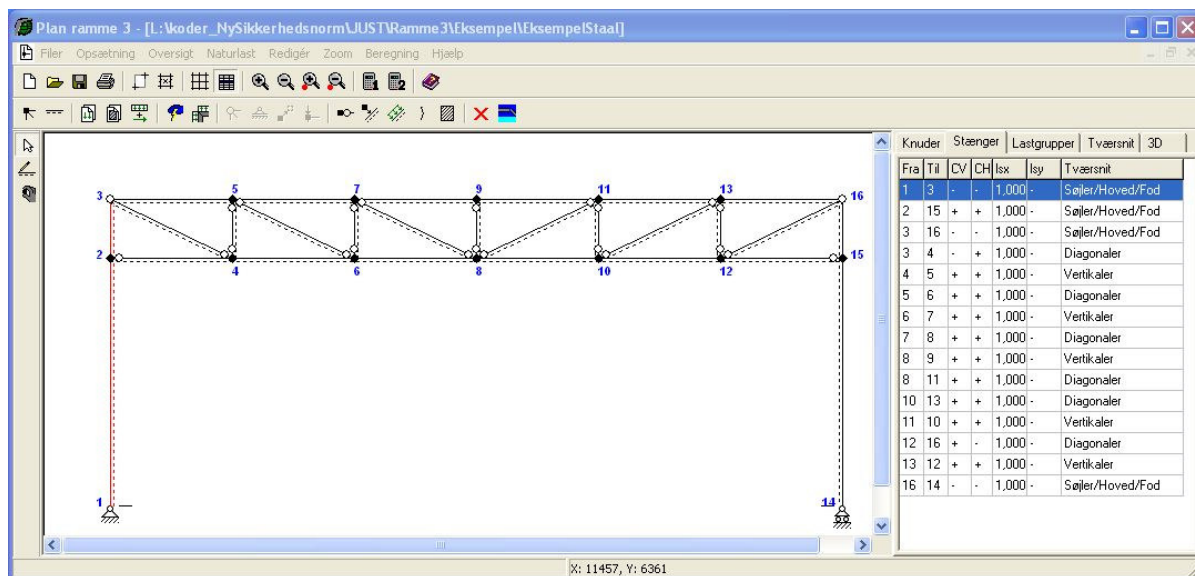 Plan ramme 3 - [L:\koder_NySikkerhedsnorm\JUST\Ramme3\Eksempel\EksempelStaal]
Filer Opsætning Oversigt Naturlast Redigér Zoom Beregning Hjælp
1 2
Knuder Stænger Lastgrupper Tværsnit 3D
Fra Til CV CH lsx lsy Tværsnit
1 3 - - 1,000 - Søjler/Hoved/Fod
2 15 + + 1,000 - Søjler/Hoved/Fod
3 16 - - 1,000 - Søjler/Hoved/Fod
3 4 - + 1,000 - Diagonaler
4 5 + + 1,000 - Vertikaler
5 6 + + 1,000 - Diagonaler
6 7 + + 1,000 - Vertikaler
7 8 + + 1,000 - Diagonaler
8 9 + + 1,000 - Vertikaler
8 11 + + 1,000 - Diagonaler
10 13 + + 1,000 - Diagonaler
11 10 + + 1,000 - Vertikaler
12 16 + - 1,000 - Diagonaler
13 12 + + 1,000 - Vertikaler
16 14 - - 1,000 - Søjler/Hoved/Fod
3 5 7 9 11 13 16
2 4 6 8 10 12 15
1 14
X: 11457, Y: 6361